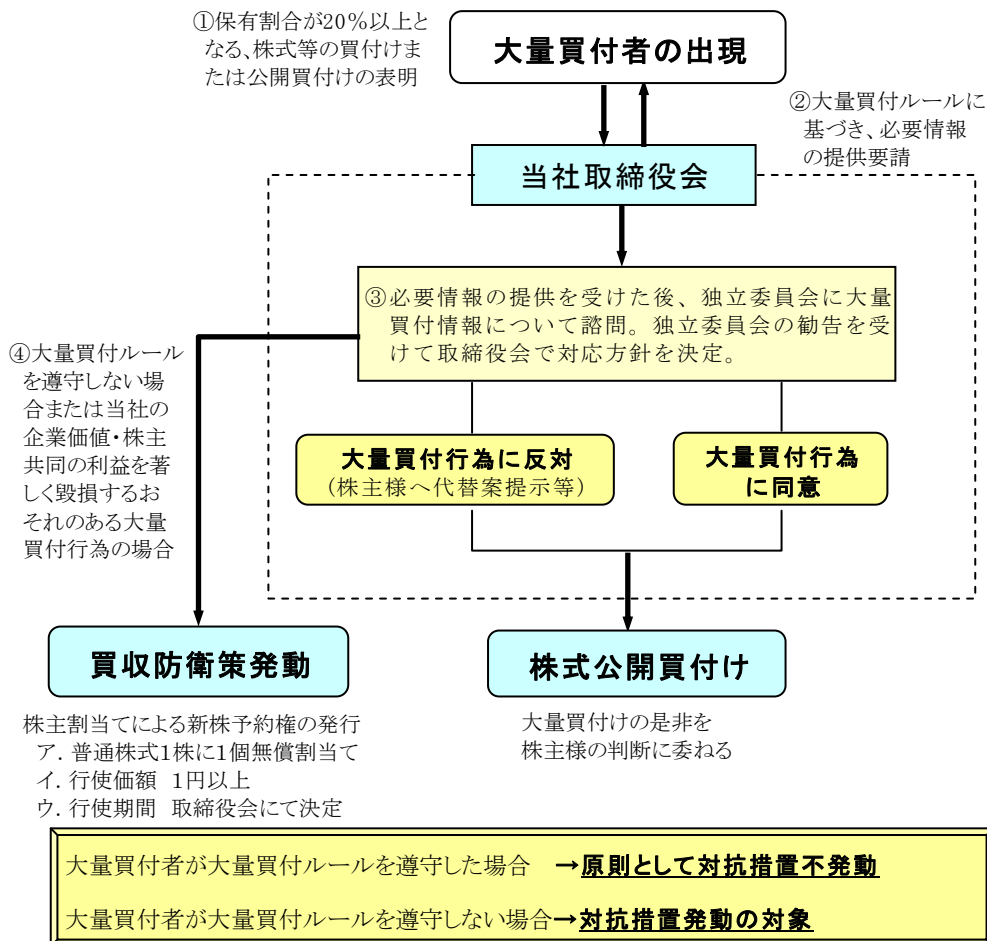 ①保有割合が20％以上と
なる、株式等の買付けま
たは公開買付けの表明
大量買付者の出現
②大量買付ルールに
基づき、必要情報
の提供要請
当社取締役会
③必要情報の提供を受けた後、独立委員会に大量
買付情報について諮問。独立委員会の勧告を受
けて取締役会で対応方針を決定。
④大量買付ルール
を遵守しない場
合または当社の
企業価値・株主
共同の利益を著
しく毀損するお
それのある大量
買付行為の場合
大量買付行為に反対
（株主様へ代替案提示等）
大量買付行為
に同意
買収防衛策発動
株式公開買付け
株主割当てによる新株予約権の発行
ア．普通株式1株に1個無償割当て
イ．行使価額　1円以上
ウ．行使期間　取締役会にて決定
大量買付けの是非を
株主様の判断に委ねる
大量買付者が大量買付ルールを遵守した場合　→原則として対抗措置不発動
大量買付者が大量買付ルールを遵守しない場合→対抗措置発動の対象